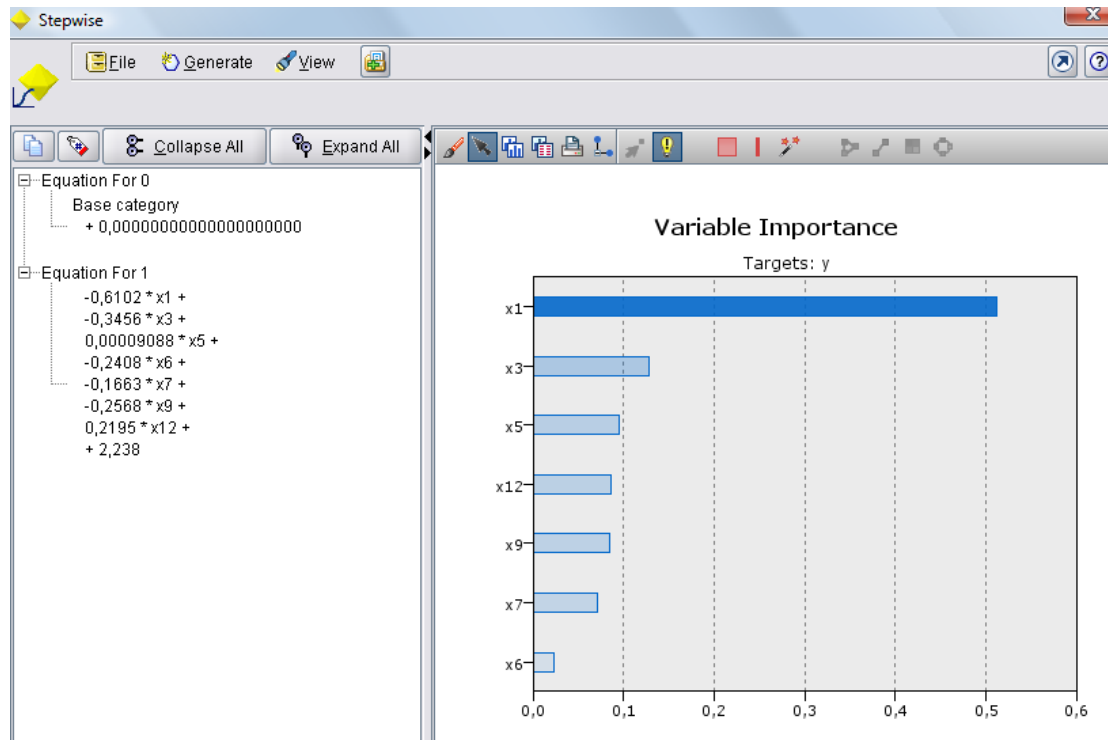 Stepwise
File Generate View
Collapse All Expand All
Equation For 0
Base category
+ 0,00000000000000000000
Equation For 1
-0,6102 * x1 +
-0,3456 * x3 +
0,00009088 * x5 +
-0,2408 * x6 +
-0,1663 * x7 +
-0,2568 * x9 +
0,2195 * x12 +
+ 2,238
Variable Importance
Targets: y
x1
x3
x5
x12
x9
x7
x6
0,0 0,1 0,2 0,3 0,4 0,5 0,6